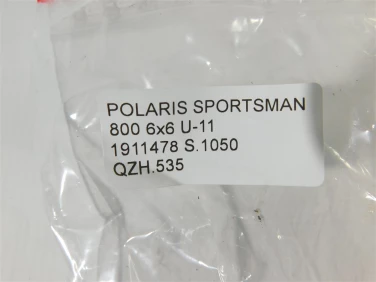 POLARIS SPORTSMAN
800 6x6 U-11
1911478 S.1050
QZH.535